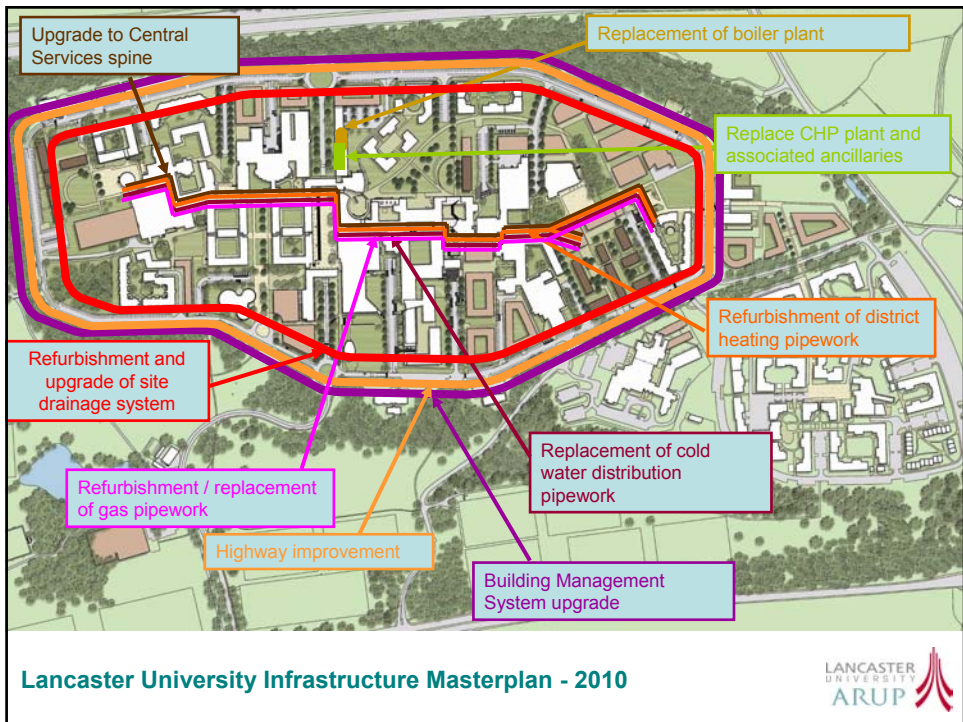 Upgrade to Central
Services spine
Replacement of boiler plant
Replace CHP plant and
associated ancillaries
Refurbishment of district
heating pipework
Refurbishment and
upgrade of site
drainage system
Replacement of cold
water distribution
pipework
Refurbishment / replacement
of gas pipework
Highway improvement
Building Management
System upgrade
Lancaster University Infrastructure Masterplan - 2010
LANCASTER
UNIVERSITY
ARUP